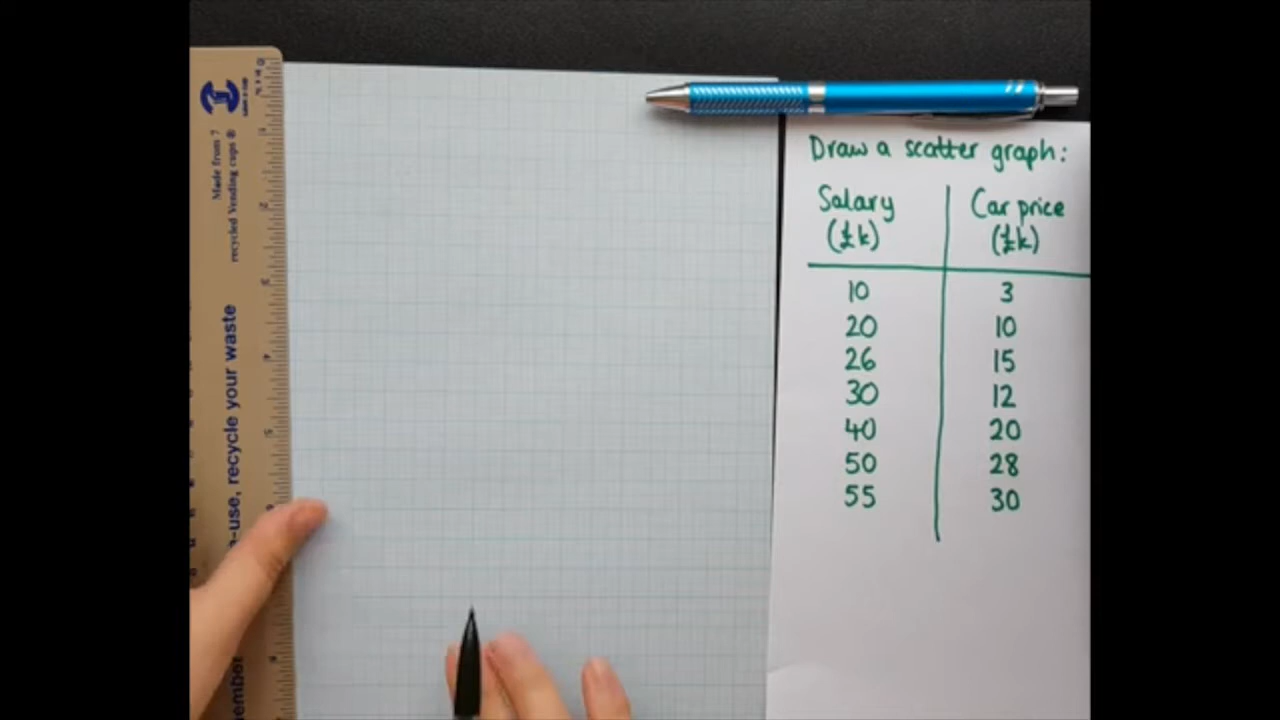 Made from 7
recycled Vending cups ®
-use, recycle your waste
Draw a scatter graph:
Salary Car price
(£k) (£k)
10 3
20 10
26 15
30 12
40 20
50 28
55 30